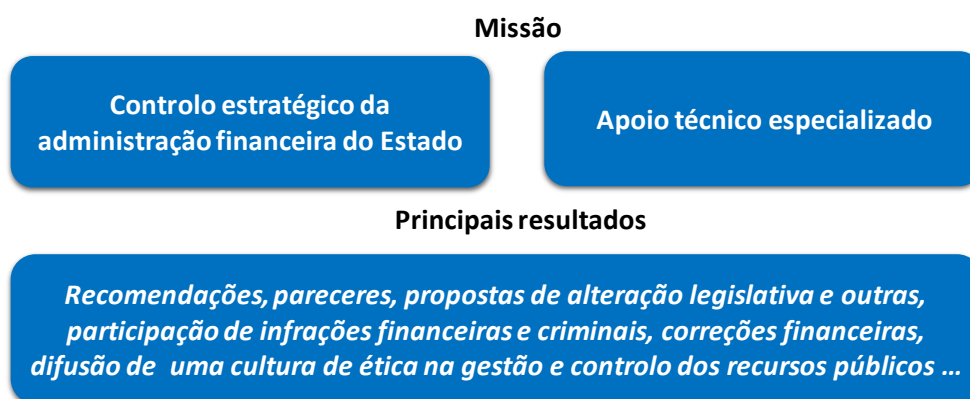 Missão
Controlo estratégico da
administração financeira do Estado
Apoio técnico especializado
Principais resultados
Recomendações, pareceres, propostas de alteração legislativa e outras,
participação de infrações financeiras e criminais, correções financeiras,
difusão de uma cultura de ética na gestão e controlo dos recursos públicos ...